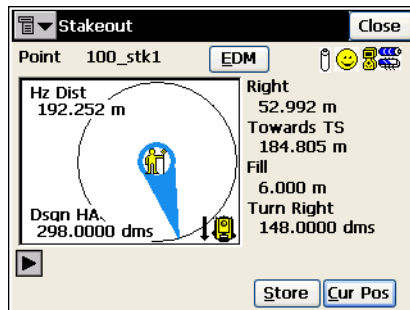 Stakeout
Close
Point 100_stk1
EDM
Hz Dist
192.252 m
Dsgn HA
298.0000 dms
Right
52.992 m
Towards TS
184.805 m
Fill
6.000 m
Turn Right
148.0000 dms
Store
Cur Pos